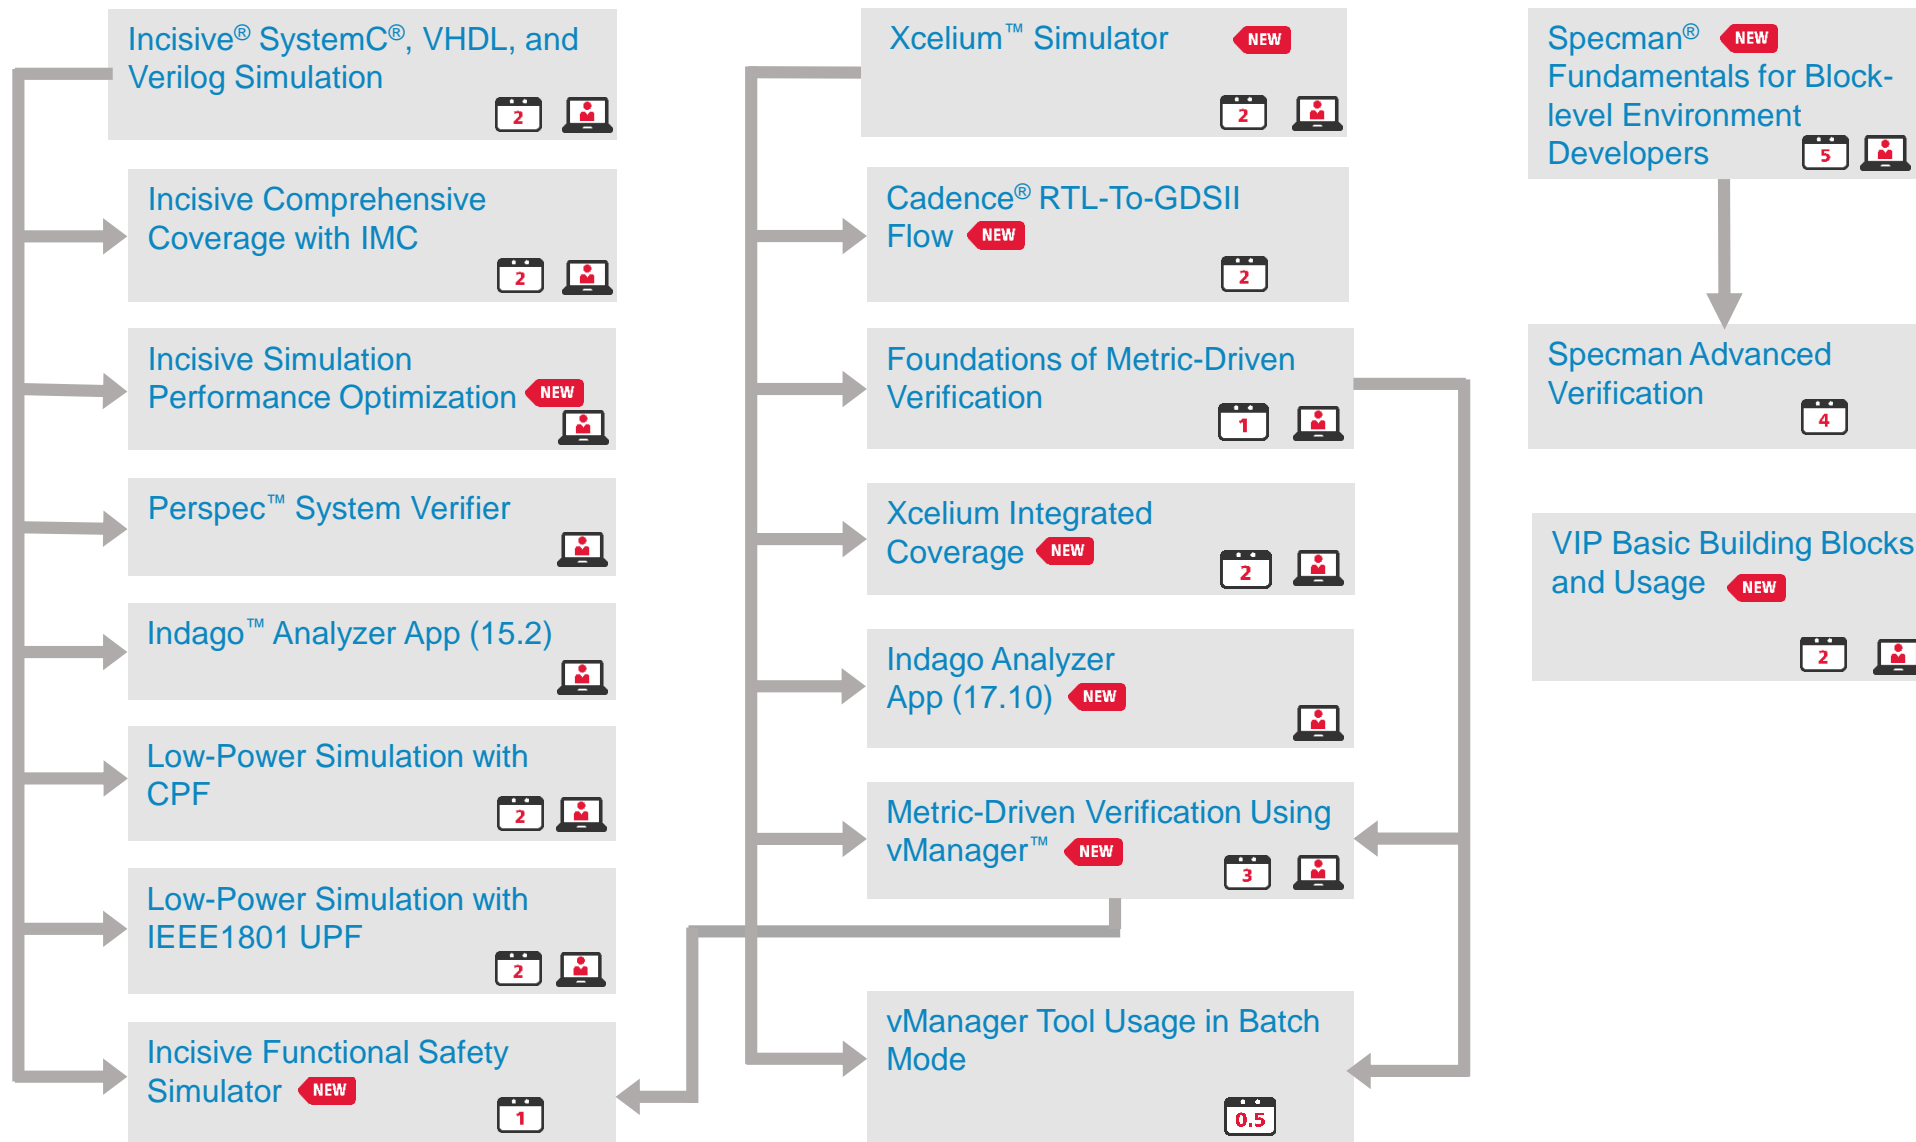 Incisive® SystemC®, VHDL, and
Verilog Simulation
2
Incisive Comprehensive
Coverage with IMC
2
Incisive Simulation
Performance Optimization NEW
Perspec™ System Verifier
Indago™ Analyzer App (15.2)
Low-Power Simulation with
CPF
2
Low-Power Simulation with
IEEE1801 UPF
2
Incisive Functional Safety
Simulator NEW
1
Xcelium™ Simulator NEW
2
Cadence® RTL-To-GDSII
Flow NEW
2
Foundations of Metric-Driven
Verification
1
Xcelium Integrated
Coverage NEW
2
Indago Analyzer
App (17.10) NEW
Metric-Driven Verification Using
vManager™ NEW
3
vManager Tool Usage in Batch
Mode
0.5
Specman® NEW
Fundamentals for Block-
level Environment
Developers
5
Specman Advanced
Verification
4
VIP Basic Building Blocks
and Usage NEW
2